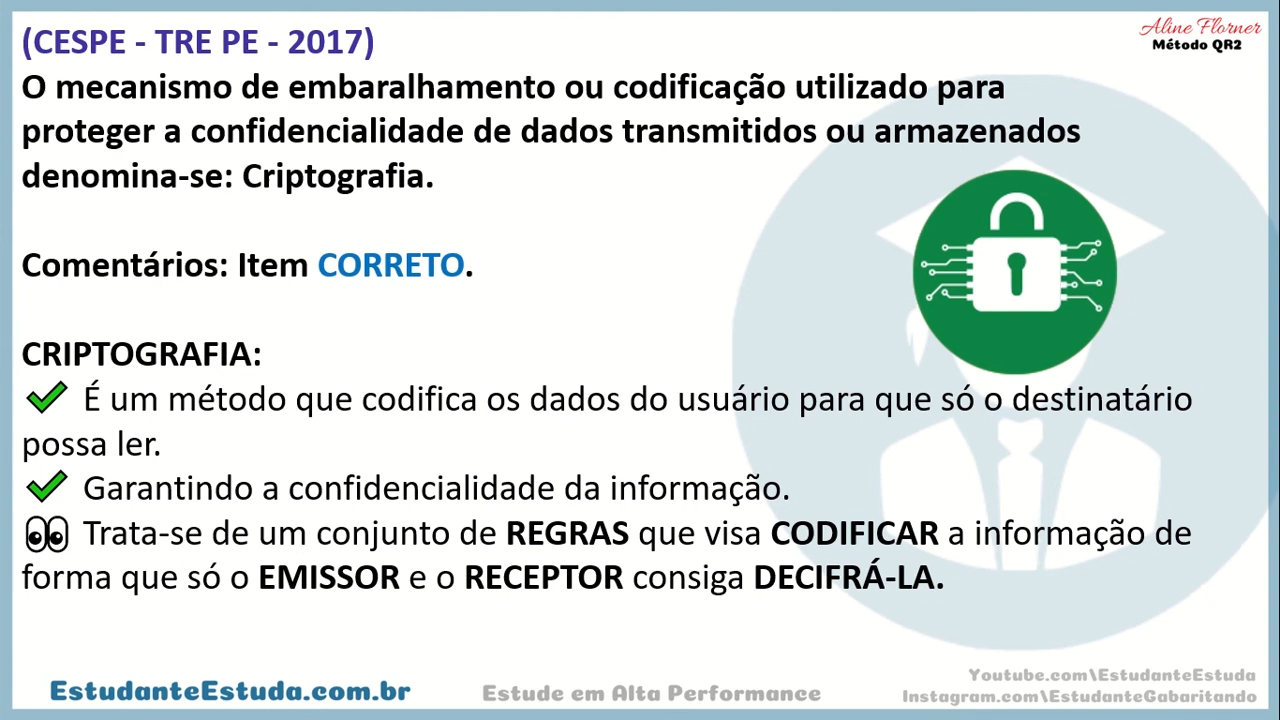 (CESPE - TRE PE - 2017)
Aline Florner
Método QR2
O mecanismo de embaralhamento ou codificação utilizado para
proteger a confidencialidade de dados transmitidos ou armazenados
denomina-se: Criptografia.
Comentários: Item CORRETO.
CRIPTOGRAFIA:
✔ É um método que codifica os dados do usuário para que só o destinatário
possa ler.
✔ Garantindo a confidencialidade da informação.
👀 Trata-se de um conjunto de REGRAS que visa CODIFICAR a informação de
forma que só o EMISSOR e o RECEPTOR consiga DECIFRÁ-LA.
EstudanteEstuda.com.br
Estude em Alta Performance
Youtube.com\EstudanteEstuda
Instagram.com\EstudanteGabaritando